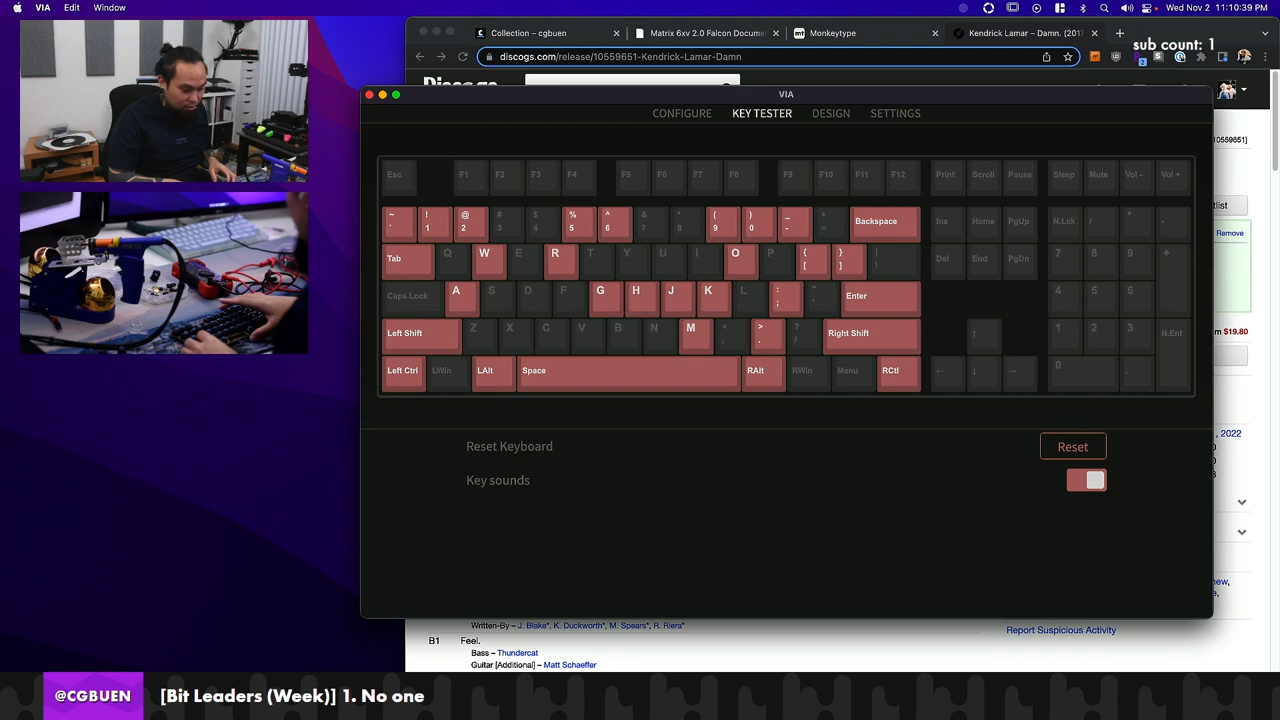 VIA Edit Window
Wed Nov 2 11:10:39 PM
Collection – cgbuen
Matrix 6xv 2.0 Falcon Docume
Monkeytype
Kendrick Lamar – Damn. (2017
sub count: 1
discogs.com/release/10559651-Kendrick-Lamar-Damn
VIA
CONFIGURE KEY TESTER DESIGN SETTINGS
10559651]
Esc F1 F2 F3 F4 F5 F6 F7 F8 F9 F10 F11 F12 Print Scroll Pause Sleep Mute Vol - Vol +
~ ! @ # $ % ^ & * ( ) _ +
` 1 2 3 4 5 6 7 8 9 0 - = Backspace Ins Home PgUp N.Lck / * -
tlist
Remove
Tab Q W E R T Y U I O P { } |
[ ] \ Del End PgDn 7 8 9 +
Caps Lock A S D F G H J K L : "
; ' Enter 4 5 6
Left Shift Z X C V B N M < > ?
, . / Right Shift ↑ 1 2 3 N.Ent
m $19.80
Left Ctrl LWin LAlt Space RAlt RWin Menu RCtl ← ↓ → 0 .
Reset Keyboard Reset
, 2022
Key sounds
Written-By – J. Blake*, K. Duckworth*, M. Spears*, R. Riera*
B1 Feel.
Report Suspicious Activity
Bass – Thundercat
Guitar [Additional] – Matt Schaeffer
@CGBUEN
[Bit Leaders (Week)] 1. No one